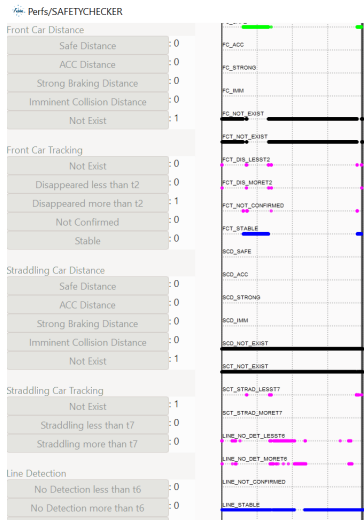 Perfs/SAFETYCHECKER
Front Car Distance
Safe Distance : 0
ACC Distance : 0
Strong Braking Distance : 0
Imminent Collision Distance : 0
Not Exist : 1
Front Car Tracking
Not Exist : 0
Disappeared less than t2 : 0
Disappeared more than t2 : 1
Not Confirmed : 0
Stable : 0
Straddling Car Distance
Safe Distance : 0
ACC Distance : 0
Strong Braking Distance : 0
Imminent Collision Distance : 0
Not Exist : 1
Straddling Car Tracking
Not Exist : 1
Straddling less than t7 : 0
Straddling more than t7 : 0
Line Detection
No Detection less than t6 : 0
No Detection more than t6 : 0
FC_ACC
FC_STRONG
FC_IMM
FC_NOT_EXIST
FCT_NOT_EXIST
FCT_DIS_LESST2
FCT_DIS_MORET2
FCT_NOT_CONFIRMED
FCT_STABLE
SCD_SAFE
SCD_ACC
SCD_STRONG
SCD_IMM
SCD_NOT_EXIST
SCT_NOT_EXIST
SCT_STRAD_LESST7
SCT_STRAD_MORET7
LINE_NO_DET_LESST6
LINE_NO_DET_MORET6
LINE_NOT_CONFIRMED
LINE_STABLE